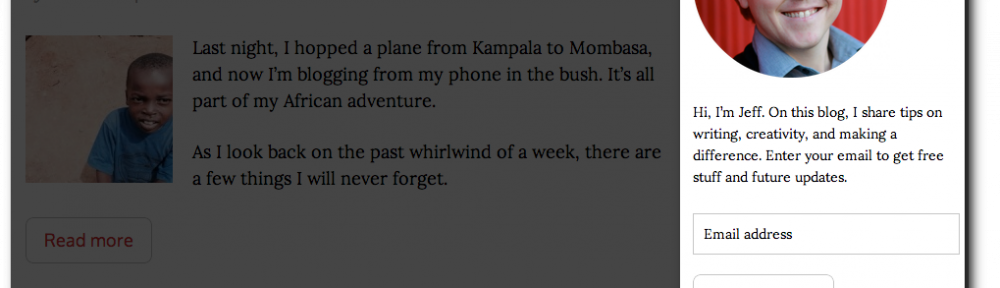 Last night, I hopped a plane from Kampala to Mombasa,
and now I'm blogging from my phone in the bush. It's all
part of my African adventure.
As I look back on the past whirlwind of a week, there are
a few things I will never forget.
Read more
Hi, I'm Jeff. On this blog, I share tips on
writing, creativity, and making a
difference. Enter your email to get free
stuff and future updates.
Email address